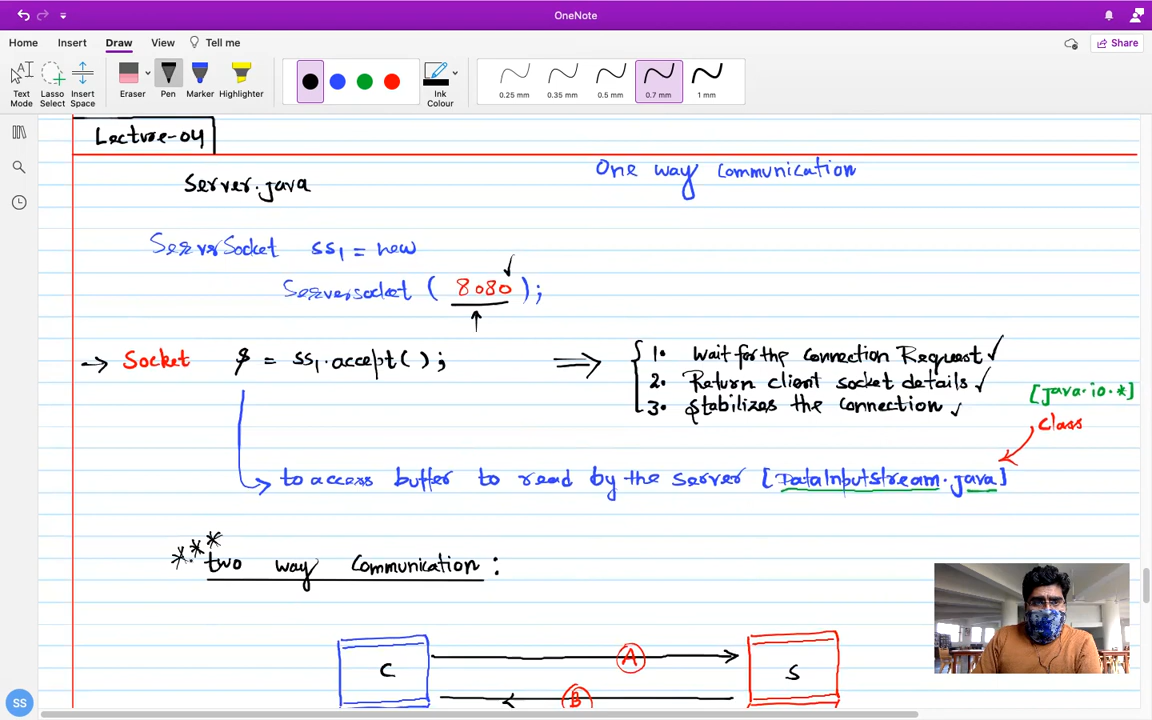 OneNote
Home Insert Draw View Tell me
Share
Text Mode
Lasso Select
Insert Space
Eraser
Pen
Marker
Highlighter
Ink Colour
0.25 mm
0.35 mm
0.5 mm
0.7 mm
1 mm
Lecture-04
One way communication
Server.java
ServerSocket ss1 = new
Serversocket ( 8080 );
→ Socket s = ss1.accept( ); ⇒
1. Wait for the Connection Request ✓
2. Return client socket details ✓
3. Stabilizes the connection ✓
[java.io.*]
class
to access buffer to read by the server [DataInputstream.java]
*** two way communication :
C
A
S
B
SS